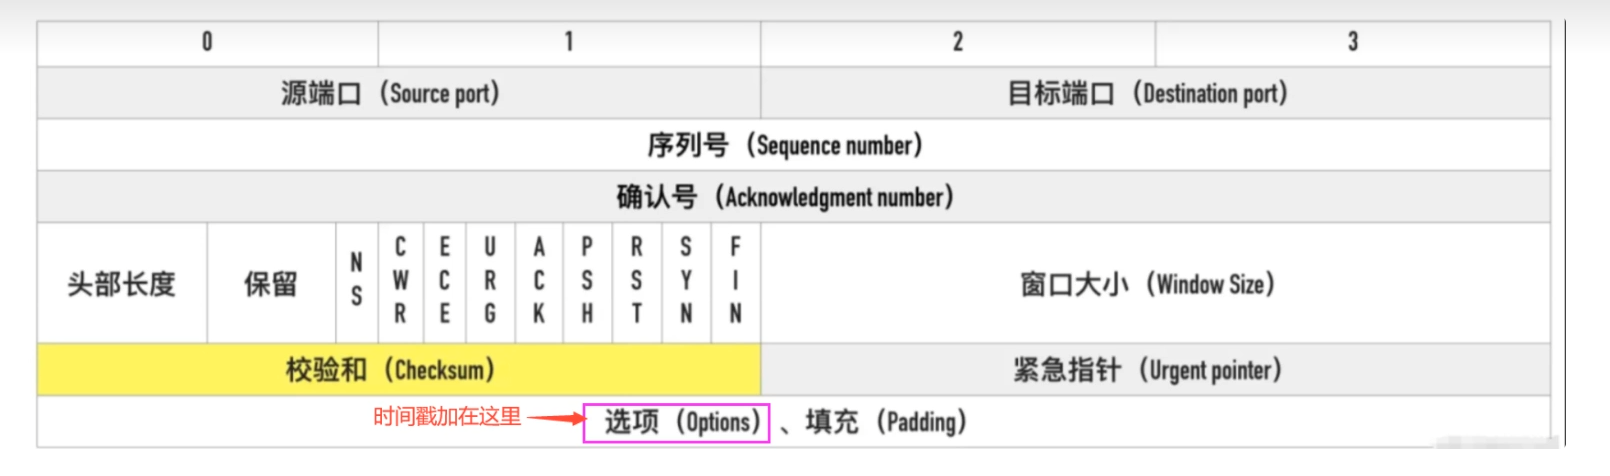 0 1 2 3
源端口（Source port） 目标端口（Destination port）
序列号（Sequence number）
确认号（Acknowledgment number）
头部长度 保留 NS CWR ECE URG ACK PSH RST SYN FIN 窗口大小（Window Size）
校验和（Checksum） 紧急指针（Urgent pointer）
时间戳加在这里 选项（Options）、填充（Padding）